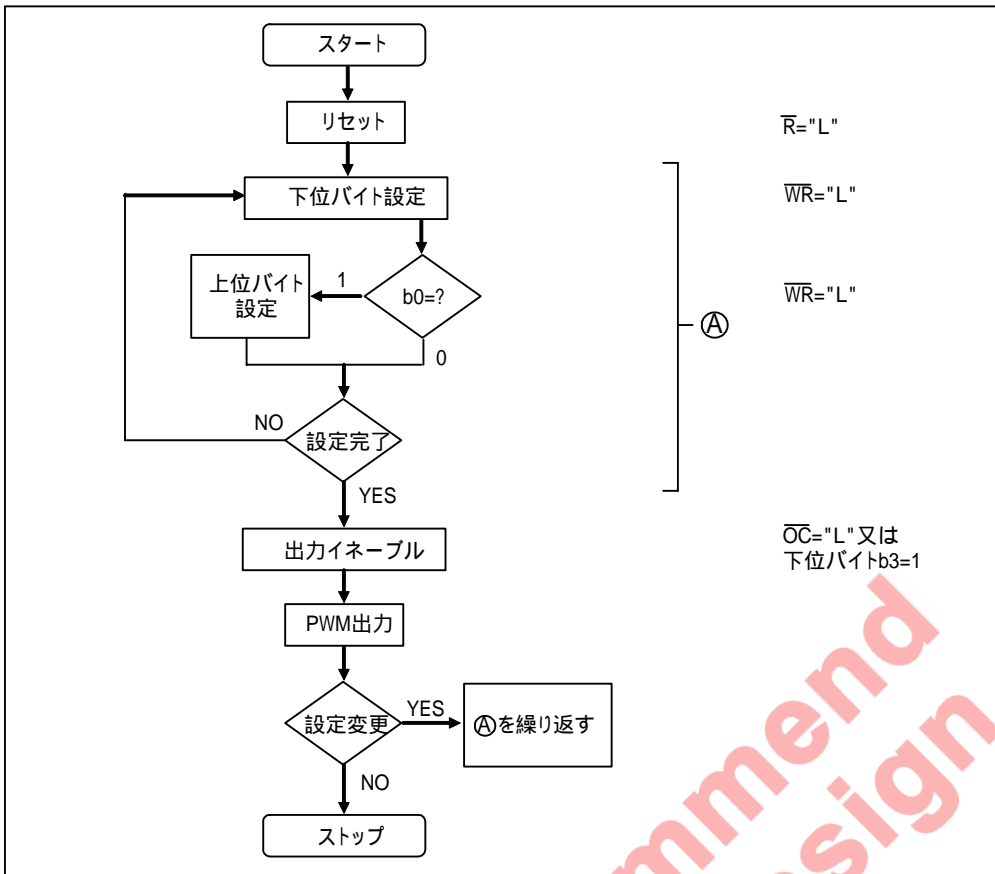 スタート
リセット
R̅="L"
下位バイト設定
W̅R̅="L"
上位バイト
設定
1
b0=?
W̅R̅="L"
0
Ⓐ
NO
設定完了
YES
出力イネーブル
O̅C̅="L"又は
下位バイトb3=1
PWM出力
設定変更
YES
Ⓐを繰り返す
NO
ストップ
mmend
sign